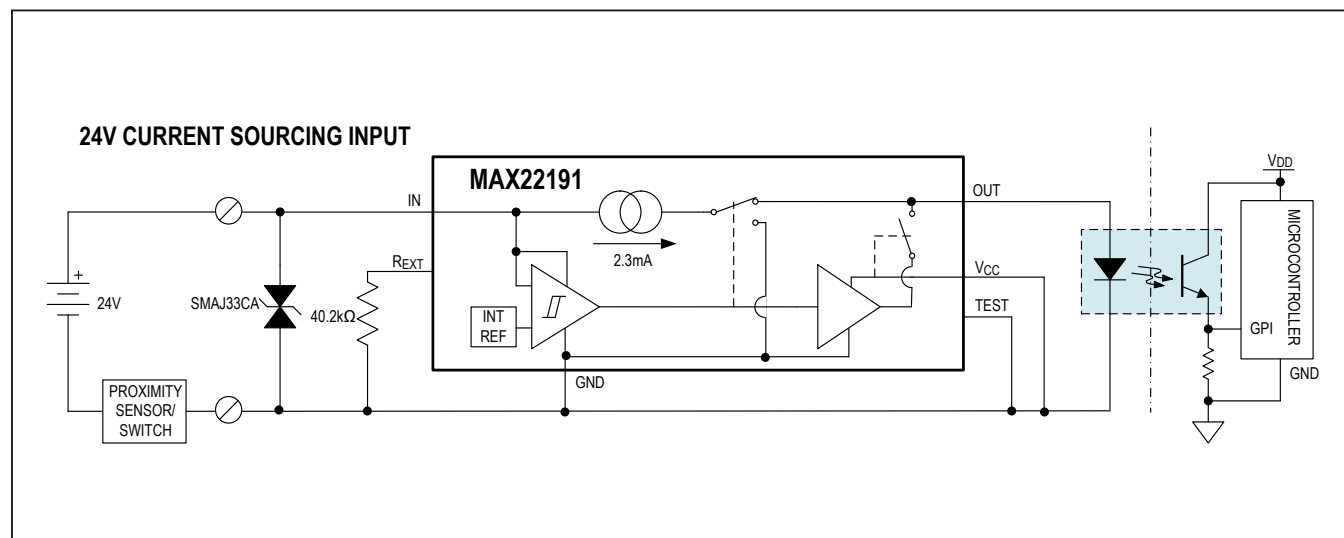 24V CURRENT SOURCING INPUT
MAX22191
IN
OUT
VDD
2.3mA
REXT
VCC
TEST
+
24V
SMAJ33CA
40.2kΩ
INT
REF
GPI
MICROCONTROLLER
GND
GND
PROXIMITY
SENSOR/
SWITCH